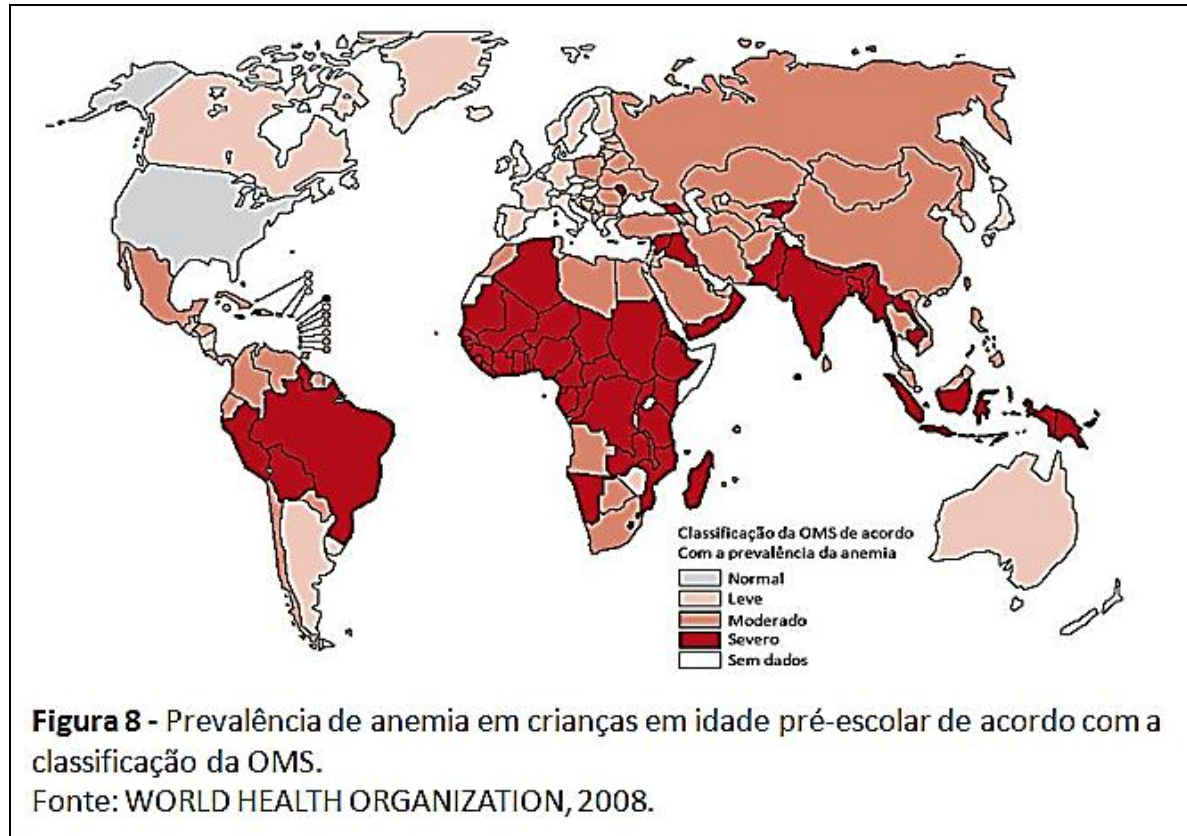 Classificação da OMS de acordo
Com a prevalência da anemia
Normal
Leve
Moderado
Severo
Sem dados
Figura 8 - Prevalência de anemia em crianças em idade pré-escolar de acordo com a
classificação da OMS.
Fonte: WORLD HEALTH ORGANIZATION, 2008.